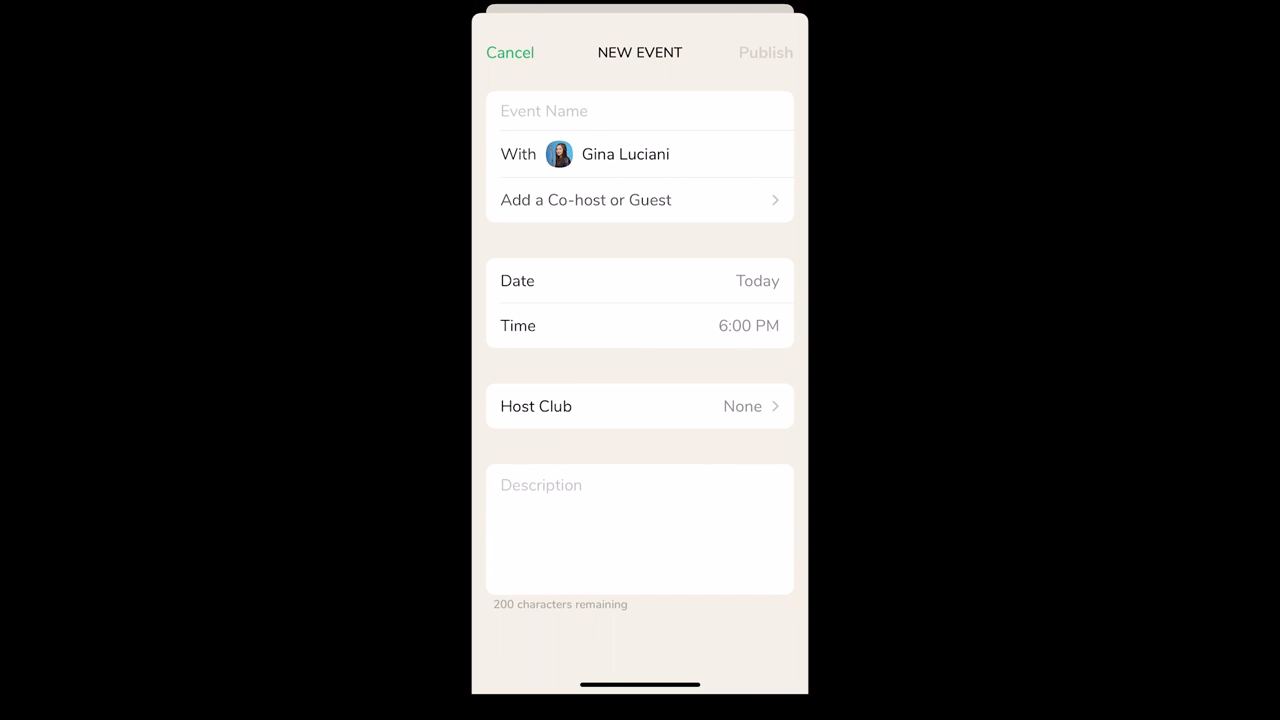 Cancel NEW EVENT Publish
Event Name
With Gina Luciani
Add a Co-host or Guest
Date Today
Time 6:00 PM
Host Club None
Description
200 characters remaining